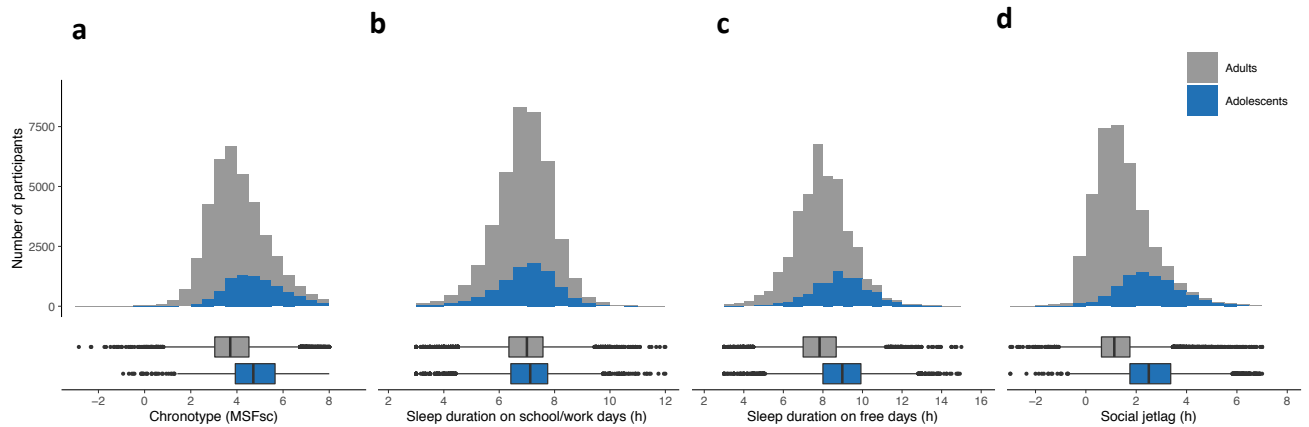 a
b
c
d
Adults
Adolescents
Number of participants
7500
5000
2500
0
−2 0 2 4 6 8
Chronotype (MSFsc)
4 6 8 10 12
Sleep duration on school/work days (h)
2 4 6 8 10 12 14 16
Sleep duration on free days (h)
−2 0 2 4 6 8
Social jetlag (h)